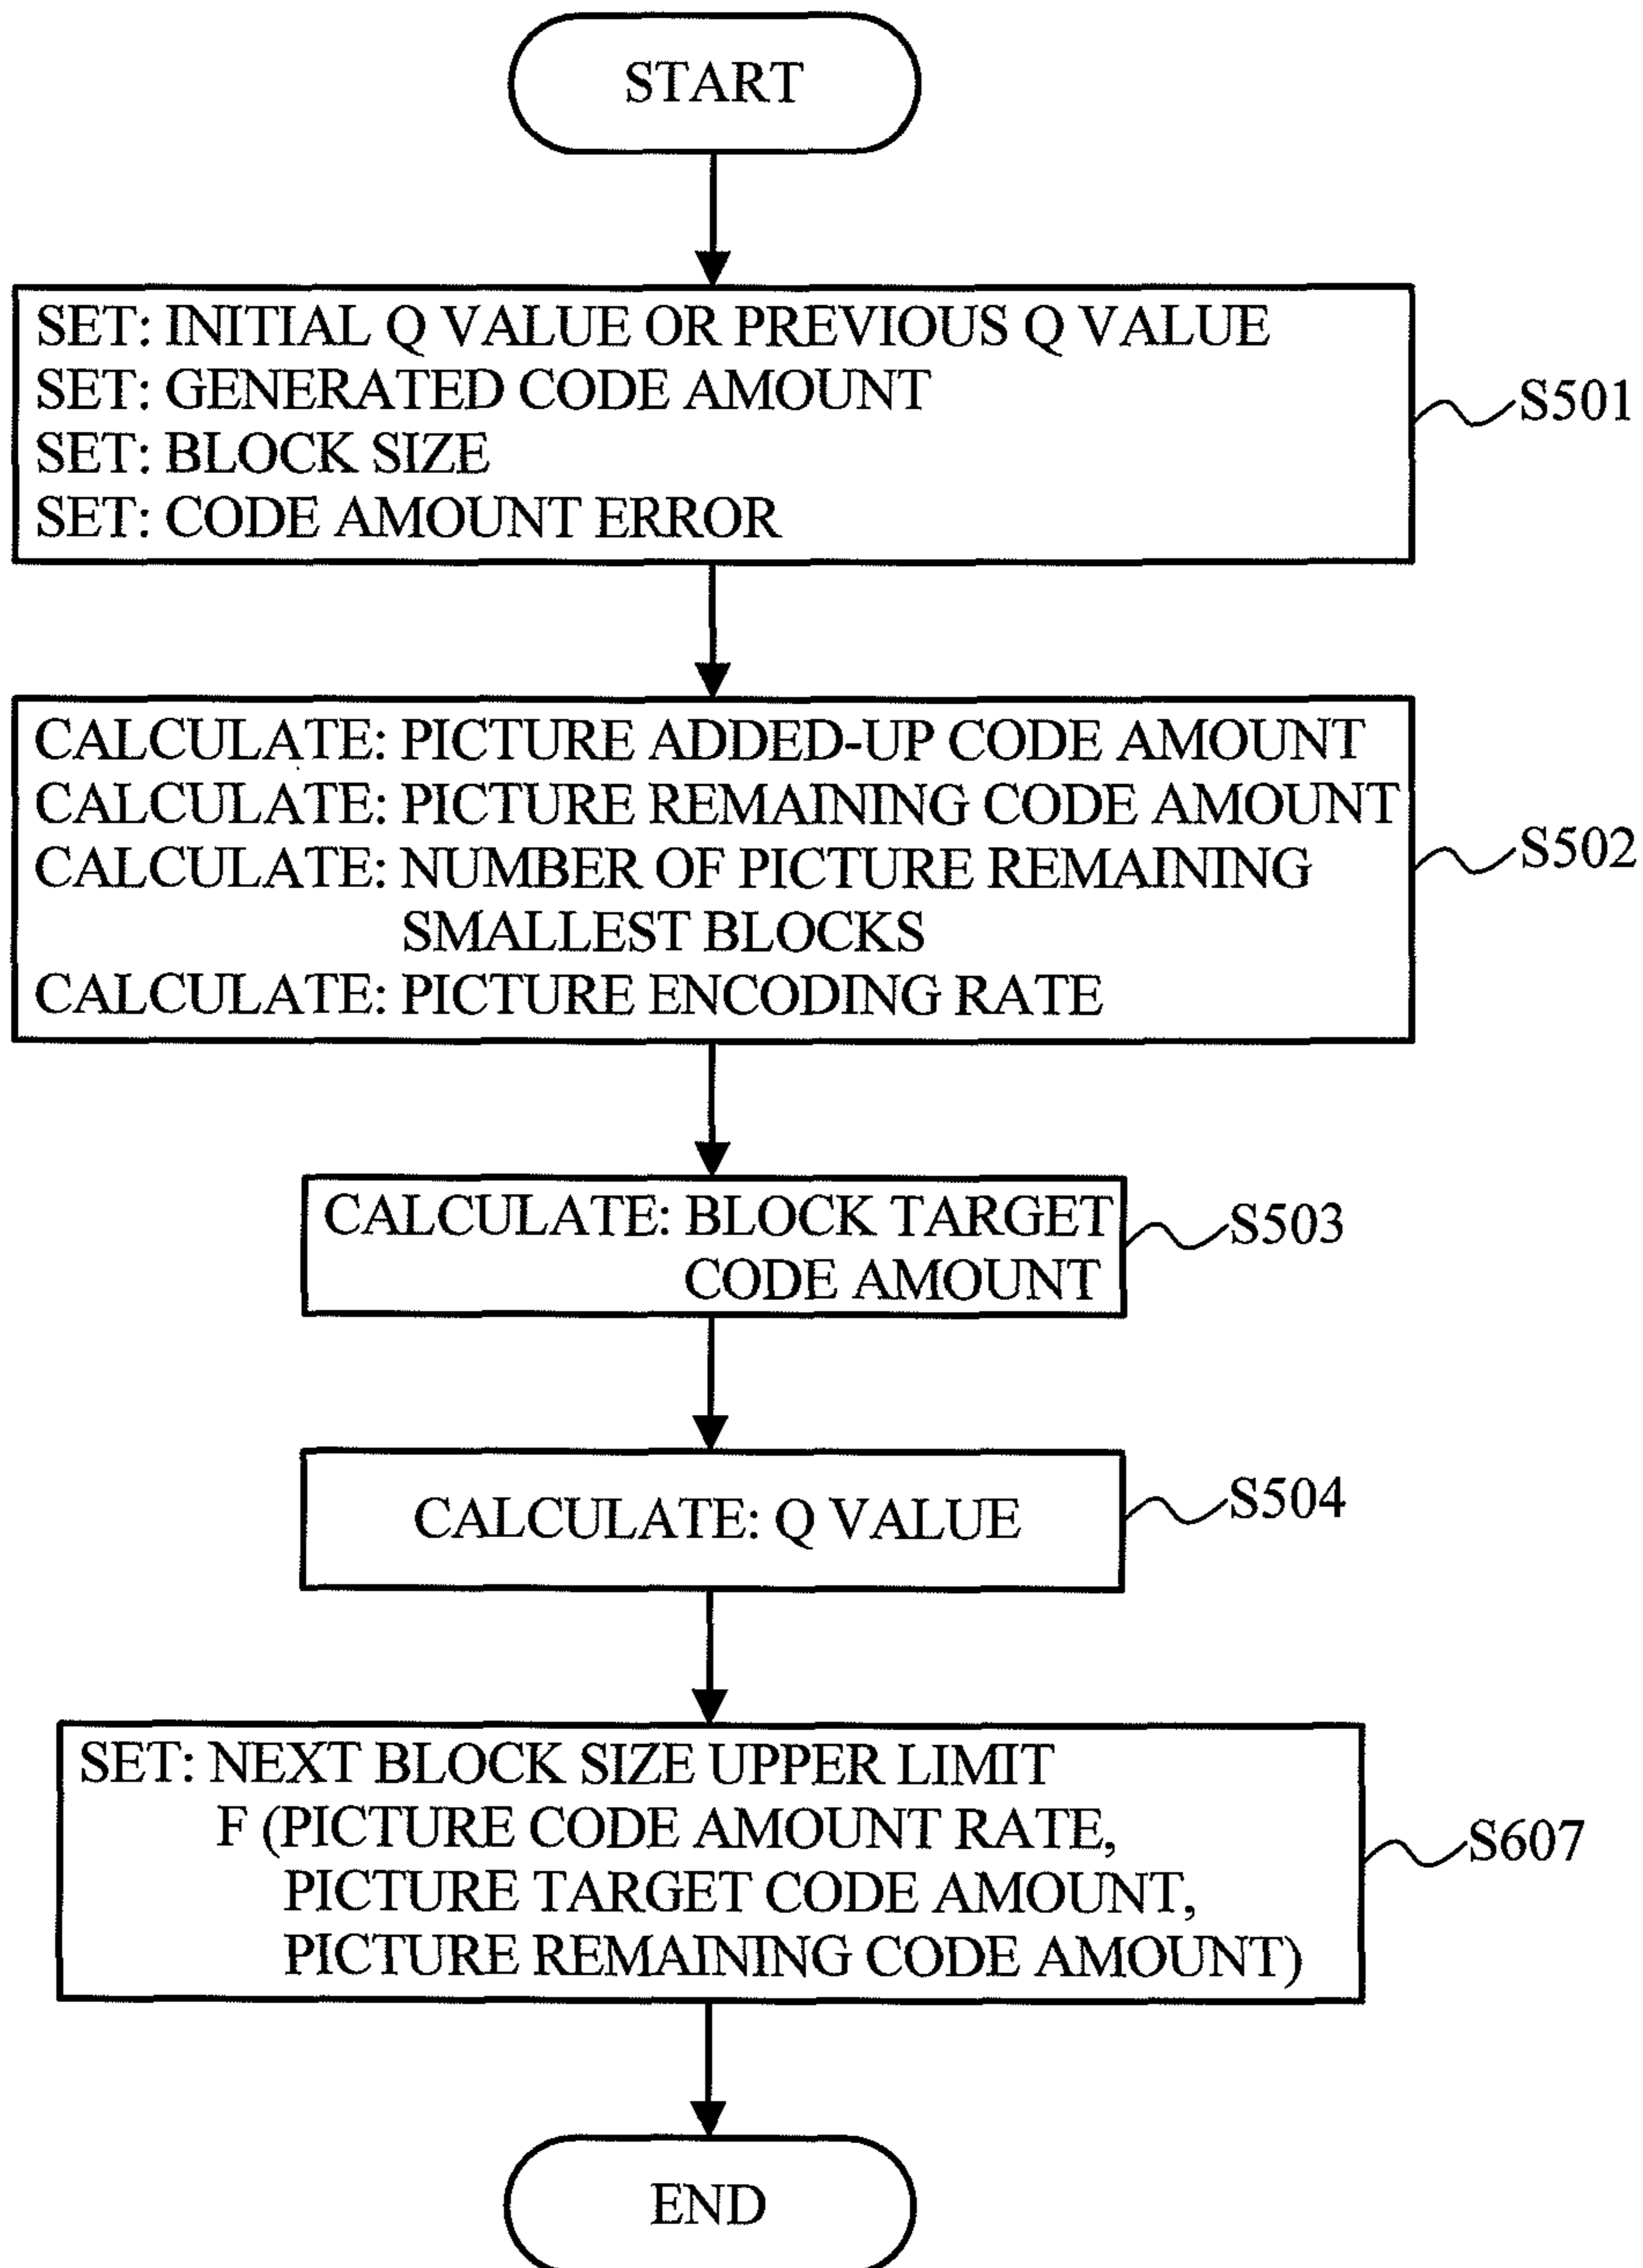 START
SET: INITIAL Q VALUE OR PREVIOUS Q VALUE
SET: GENERATED CODE AMOUNT
SET: BLOCK SIZE
SET: CODE AMOUNT ERROR
S501
CALCULATE: PICTURE ADDED-UP CODE AMOUNT
CALCULATE: PICTURE REMAINING CODE AMOUNT
CALCULATE: NUMBER OF PICTURE REMAINING
SMALLEST BLOCKS
CALCULATE: PICTURE ENCODING RATE
S502
CALCULATE: BLOCK TARGET
CODE AMOUNT
S503
CALCULATE: Q VALUE
S504
SET: NEXT BLOCK SIZE UPPER LIMIT
F (PICTURE CODE AMOUNT RATE,
PICTURE TARGET CODE AMOUNT,
PICTURE REMAINING CODE AMOUNT)
S607
END